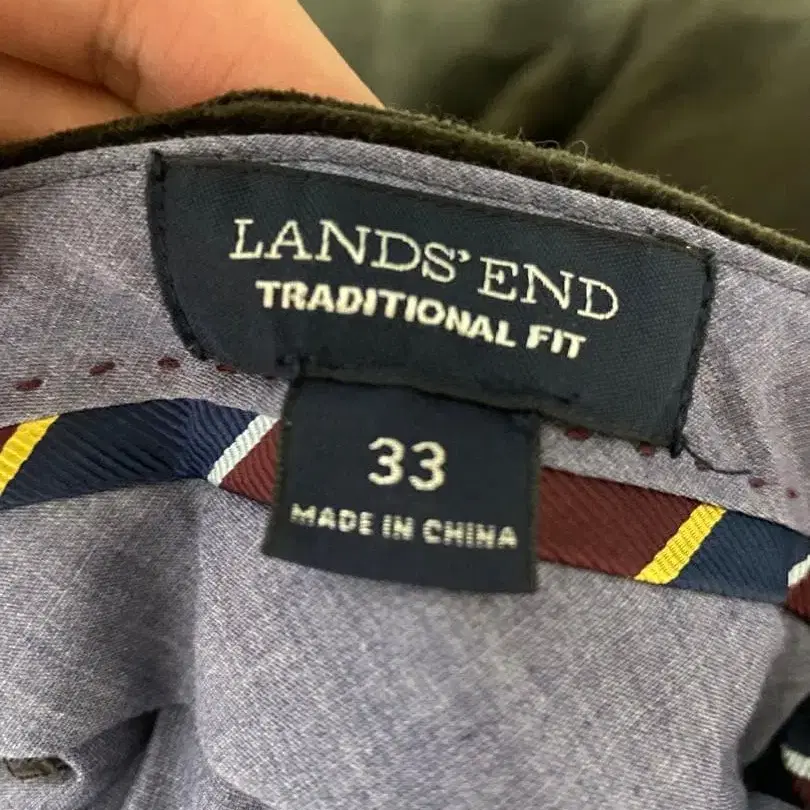 LANDS' END
TRADITIONAL FIT
33
MADE IN CHINA